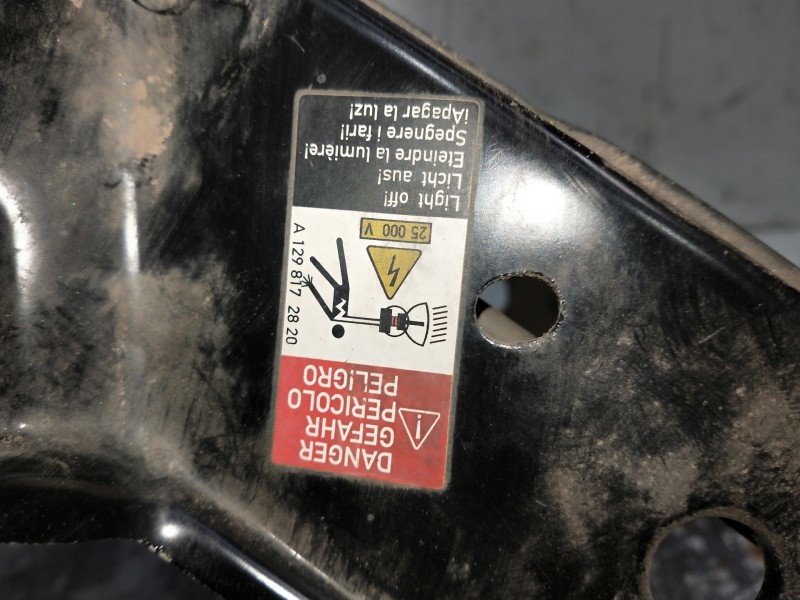 DANGER
GEFAHR
PERICOLO
PELIGRO
A 129 817 28 20
25 000 V
Light off!
Licht aus!
Eteindre la lumière!
Spegnere i fari!
¡Apagar la luz!